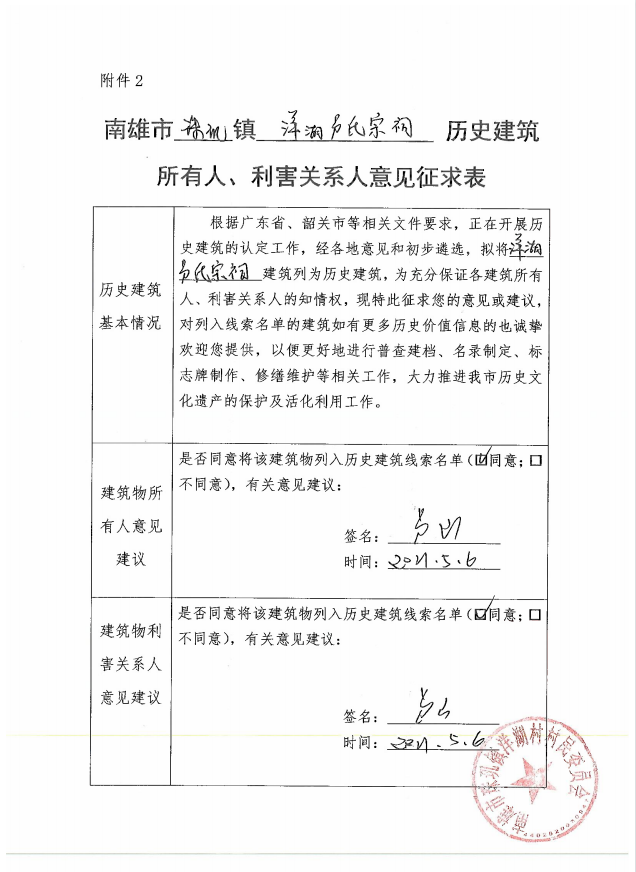 附件2
南雄市珠玑镇 洋湖 氏宗祠 历史建筑
所有人、利害关系人意见征求表
历史建筑
基本情况
根据广东省、韶关市等相关文件要求，正在开展历
史建筑的认定工作，经各地意见和初步遴选，拟将洋湖
氏宗祠 建筑列为历史建筑，为充分保证各建筑所有
人、利害关系人的知情权，现特此征求您的意见或建议，
对列入线索名单的建筑如有更多历史价值信息的也诚挚
欢迎您提供，以便更好地进行普查建档、名录制定、标
志牌制作、修缮维护等相关工作，大力推进我市历史文
化遗产的保护及活化利用工作。
建筑物所
有人意见
建议
是否同意将该建筑物列入历史建筑线索名单（☑同意；□
不同意），有关意见建议：
签名：
时间：2021.5.6
建筑物利
害关系人
意见建议
是否同意将该建筑物列入历史建筑线索名单（☑同意；□
不同意），有关意见建议：
签名：
时间：2021.5.6
南雄市珠玑镇洋湖村村民委员会